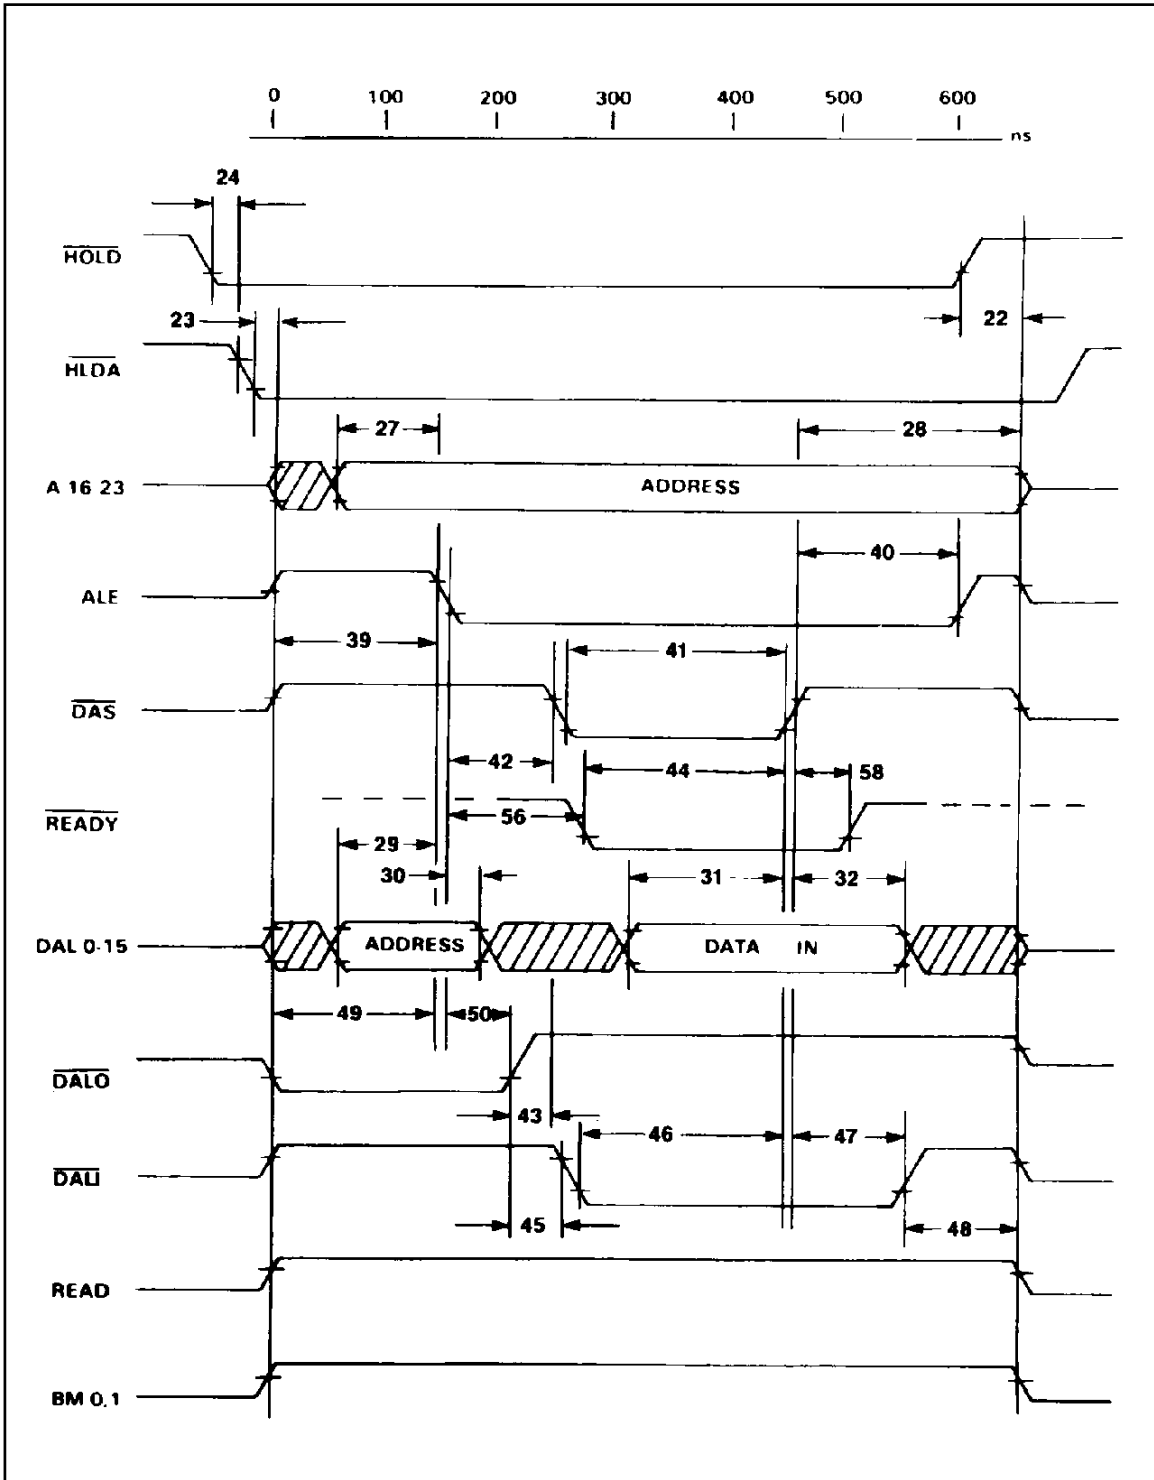 0 100 200 300 400 500 600
ns
24
HOLD
23 22
HLDA
27 28
A 16 23 ADDRESS
40
ALE
39 41
DAS
42 44 58
READY 56
29
30 31 32
DAL 0-15 ADDRESS DATA IN
49 50
DALO
43 46 47
DALI
45 48
READ
BM 0,1